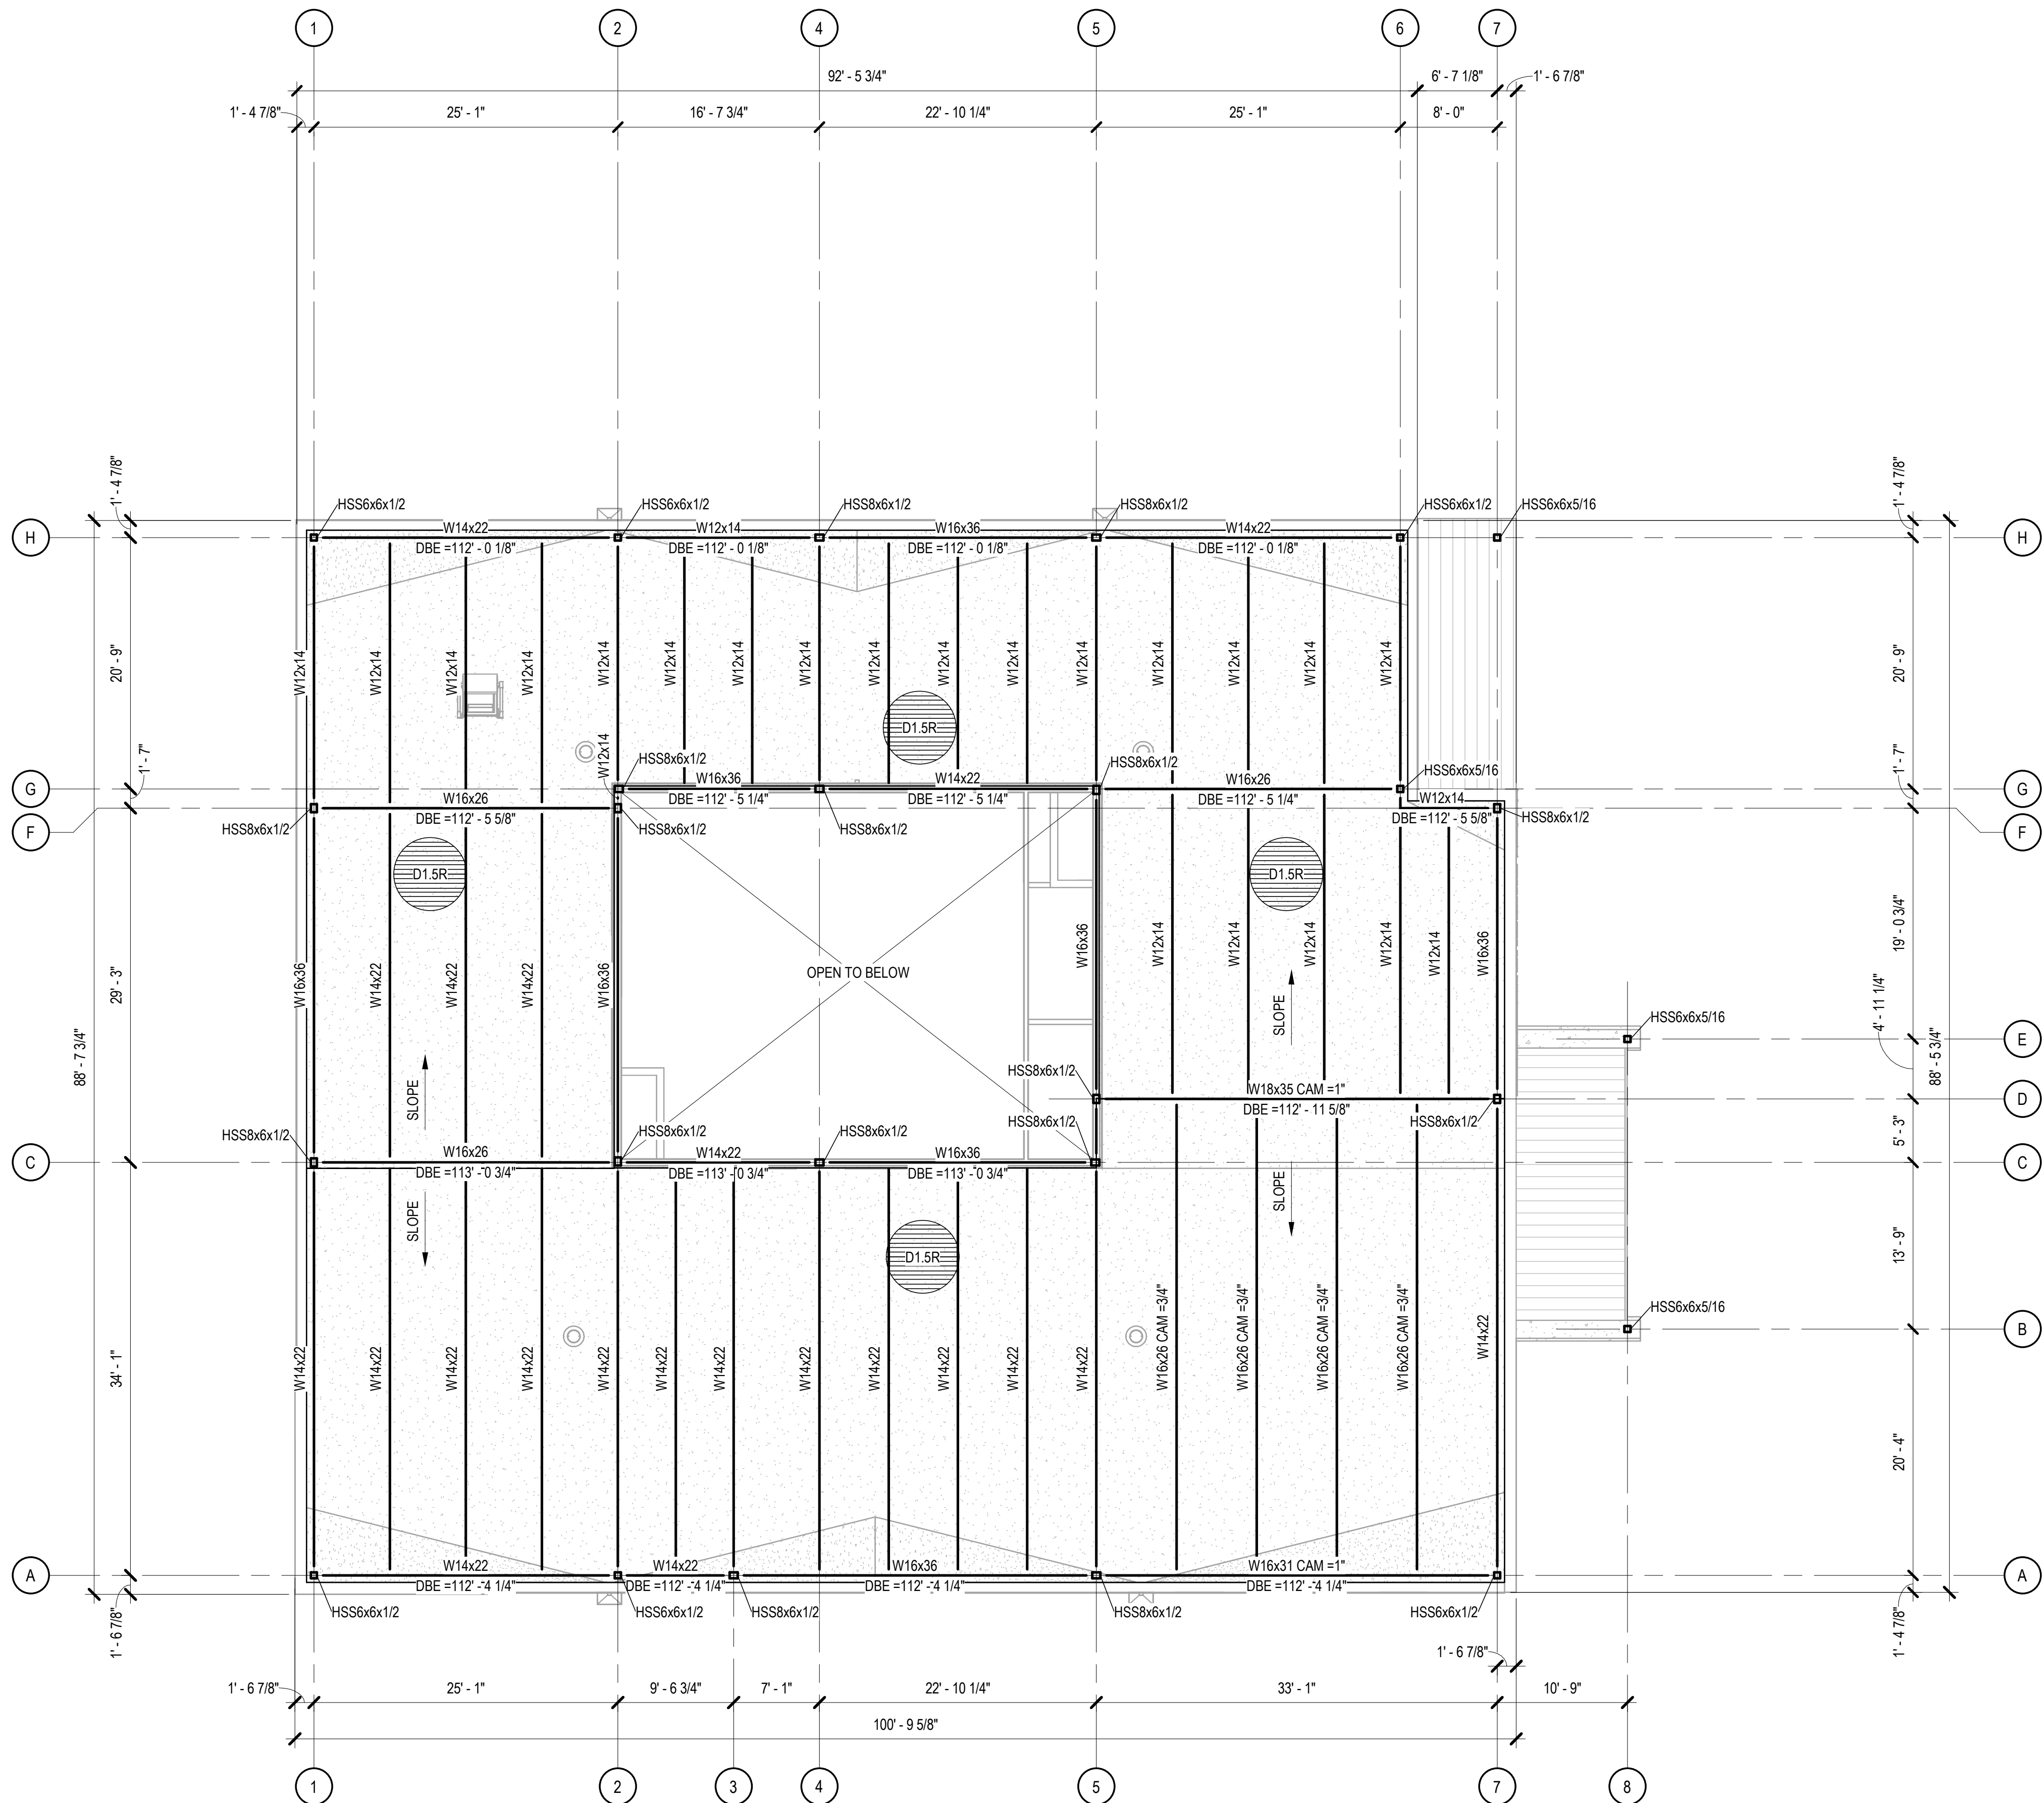 1 2 4 5 6 7
92' - 5 3/4" 6' - 7 1/8" 1' - 6 7/8"
1' - 4 7/8" 25' - 1" 16' - 7 3/4" 22' - 10 1/4" 25' - 1" 8' - 0"
1' - 4 7/8" 1' - 4 7/8"
HSS6x6x1/2 HSS6x6x1/2 HSS8x6x1/2 HSS8x6x1/2 HSS6x6x1/2 HSS6x6x5/16
W14x22 W12x14 W16x36 W14x22
H H
DBE =112' - 0 1/8" DBE =112' - 0 1/8" DBE =112' - 0 1/8" DBE =112' - 0 1/8"
20' - 9" W12x14 W12x14 W12x14 W12x14 W12x14 W12x14 W12x14 W12x14 W12x14 W12x14 W12x14 W12x14 W12x14 W12x14 W12x14 W12x14 20' - 9"
D1.5R
1' - 7" W12x14 HSS8x6x1/2 HSS8x6x1/2 HSS6x6x5/16 1' - 7"
W16x36 W14x22 W16x26
G G
DBE =112' - 5 1/4" DBE =112' - 5 1/4" DBE =112' - 5 1/4"
W16x26 W12x14
DBE =112' - 5 5/8" DBE =112' - 5 5/8"
F HSS8x6x1/2 HSS8x6x1/2 HSS8x6x1/2 HSS8x6x1/2 F
D1.5R D1.5R
29' - 3" W16x36 W14x22 W14x22 W14x22 W16x36 W16x36 W12x14 W12x14 W12x14 W12x14 W12x14 W16x36 19' - 0 3/4"
OPEN TO BELOW
88' - 7 3/4" 4' - 11 1/4" 88' - 5 3/4"
SLOPE SLOPE
HSS6x6x5/16
E
HSS8x6x1/2
W18x35 CAM =1"
D
DBE =112' - 11 5/8"
HSS8x6x1/2 HSS8x6x1/2 HSS8x6x1/2 HSS8x6x1/2 HSS8x6x1/2 5' - 3"
W16x26 W14x22 W16x36
C C
DBE =113' - 0 3/4" DBE =113' - 0 3/4" DBE =113' - 0 3/4"
SLOPE SLOPE
D1.5R
13' - 9"
HSS6x6x5/16
B
34' - 1" W14x22 W14x22 W14x22 W14x22 W14x22 W14x22 W14x22 W14x22 W14x22 W14x22 W14x22 W14x22 W16x26 CAM =3/4" W16x26 CAM =3/4" W16x26 CAM =3/4" W16x26 CAM =3/4" W14x22
20' - 4"
W14x22 W14x22 W16x36 W16x31 CAM =1"
A A
DBE =112' - 4 1/4" DBE =112' - 4 1/4" DBE =112' - 4 1/4" DBE =112' - 4 1/4"
1' - 6 7/8" HSS6x6x1/2 HSS6x6x1/2 HSS8x6x1/2 HSS8x6x1/2 HSS6x6x1/2 1' - 4 7/8"
1' - 6 7/8"
1' - 6 7/8" 25' - 1" 9' - 6 3/4" 7' - 1" 22' - 10 1/4" 33' - 1" 10' - 9"
100' - 9 5/8"
1 2 3 4 5 7 8